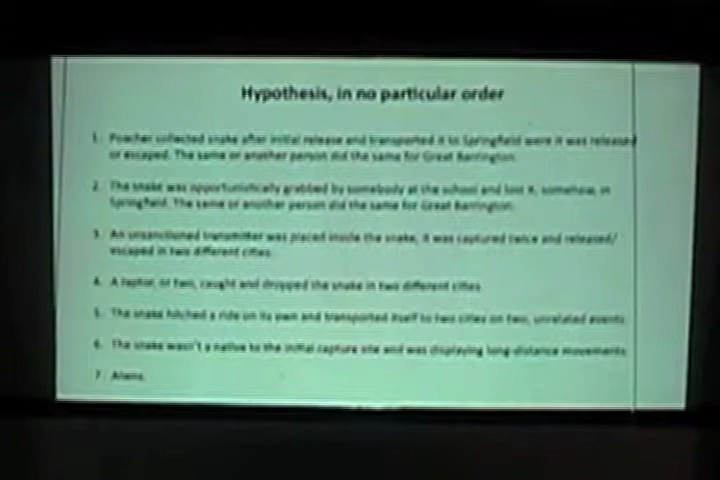 Hypothesis, in no particular order
1. Poacher collected snake after initial release and transported it to Springfield were it was released
or escaped. The same or another person did the same for Great Barrington.
2. The snake was opportunistically grabbed by somebody at the school and lost it, somehow, in
Springfield. The same or another person did the same for Great Barrington.
3. An unsanctioned transmitter was placed inside the snake, it was captured twice and released/
escaped in two different cities.
4. A raptor, or two, caught and dropped the snake in two different cities
5. The snake hitched a ride on its own and transported itself to two cities on two, unrelated events
6. The snake wasn't a native to the initial capture site and was displaying long-distance movements
7. Aliens